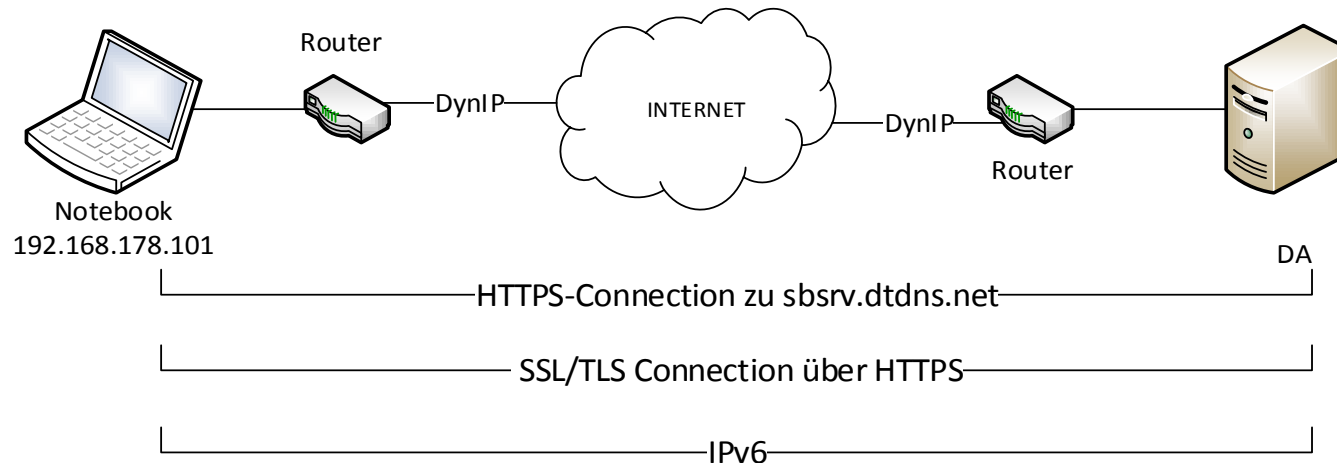 Router
DynIP
INTERNET
DynIP
Router
Notebook
192.168.178.101
DA
HTTPS-Connection zu sbsrv.dtdns.net
SSL/TLS Connection über HTTPS
IPv6